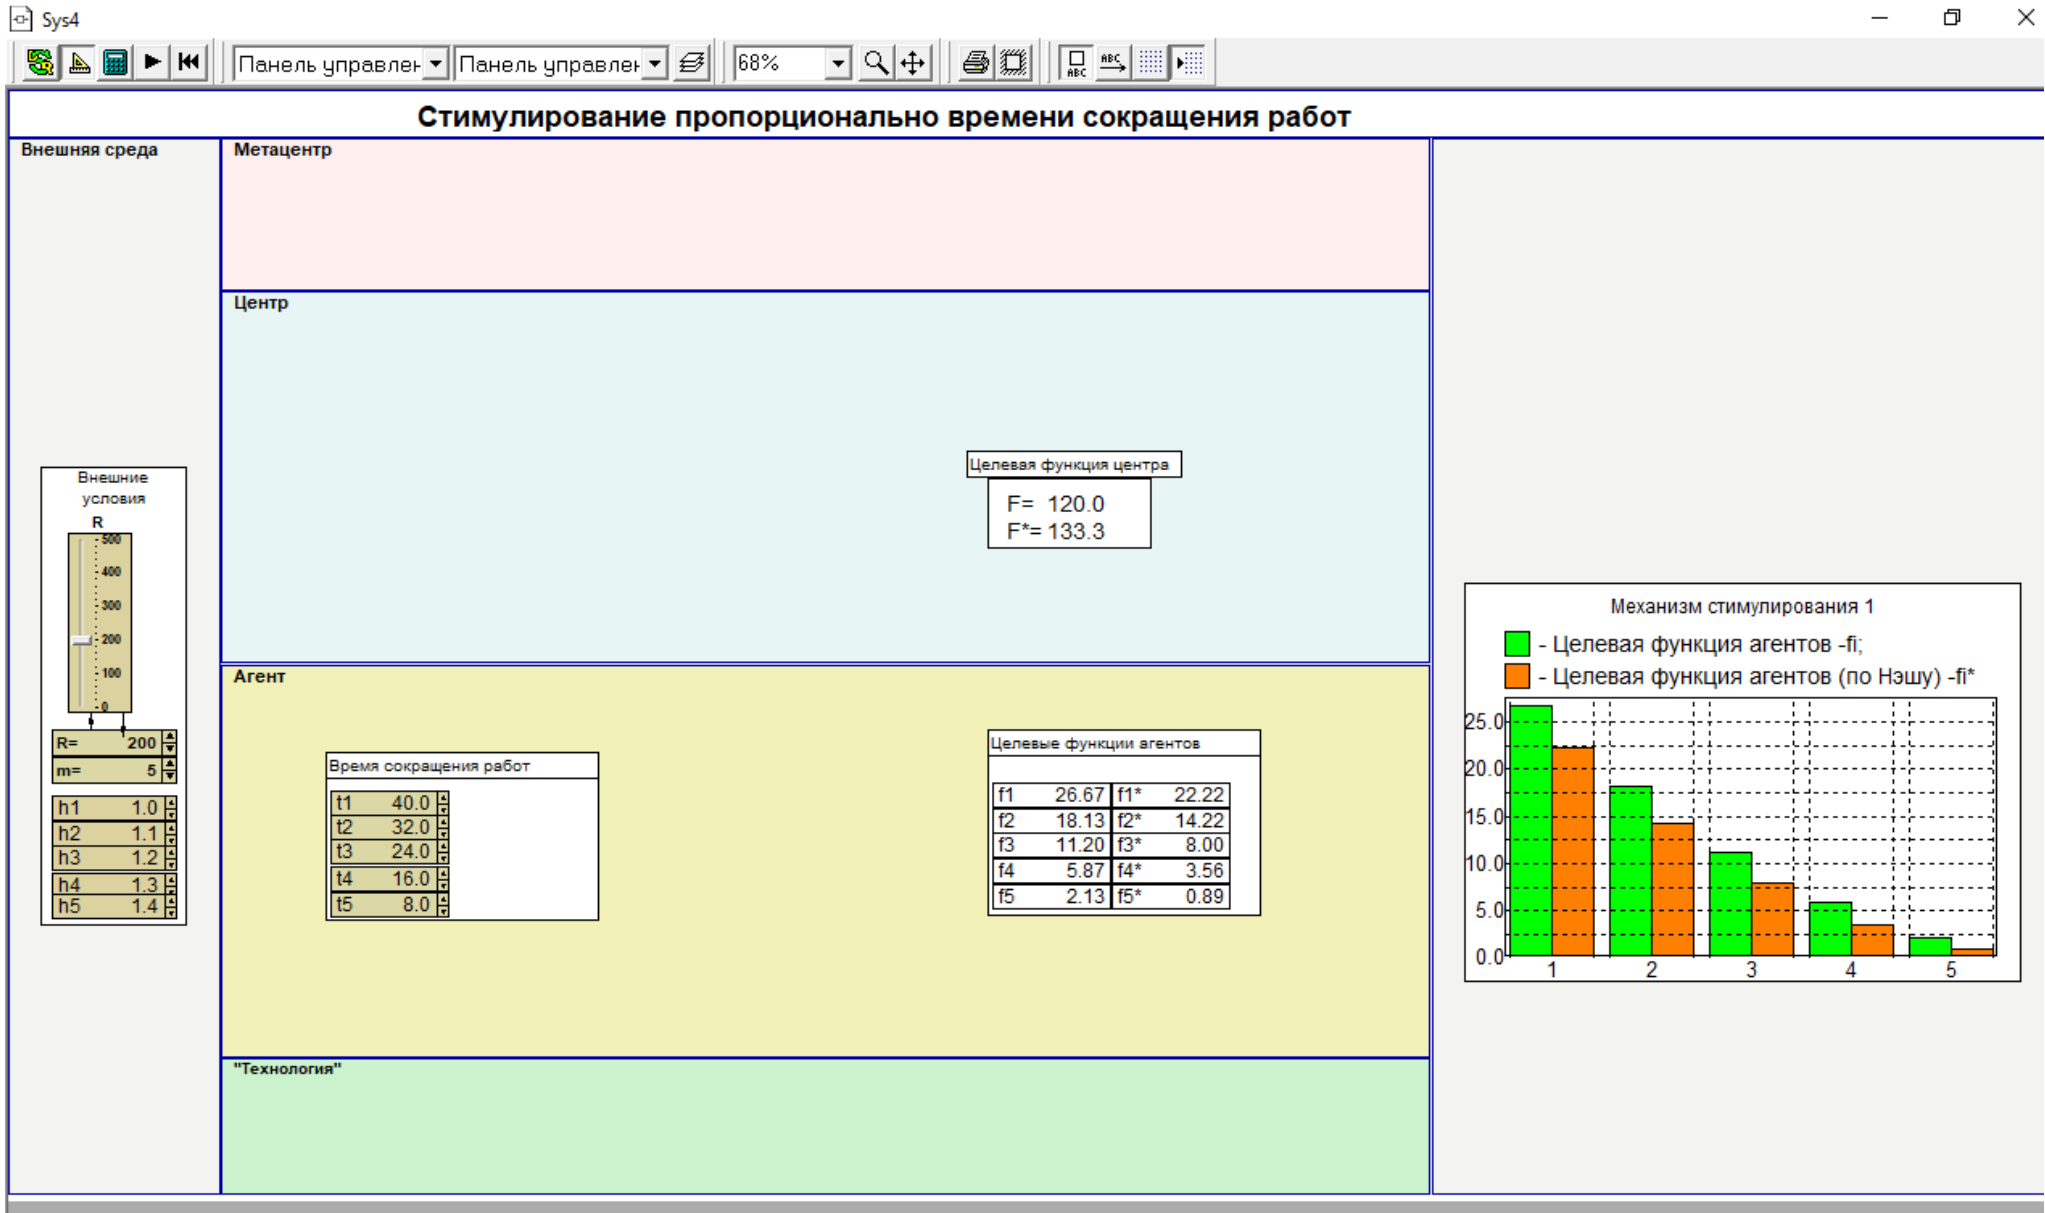 Sys4
Панель управлен Панель управлен 68%
ABC ABC
Стимулирование пропорционально времени сокращения работ
Внешняя среда
Внешние
условия
R
500
400
300
200
100
0
R= 200
m= 5
h1 1.0
h2 1.1
h3 1.2
h4 1.3
h5 1.4
Метацентр
Центр
Целевая функция центра
F= 120.0
F*= 133.3
Агент
Время сокращения работ
t1 40.0
t2 32.0
t3 24.0
t4 16.0
t5 8.0
Целевые функции агентов
f1 26.67 f1* 22.22
f2 18.13 f2* 14.22
f3 11.20 f3* 8.00
f4 5.87 f4* 3.56
f5 2.13 f5* 0.89
"Технология"
Механизм стимулирования 1
- Целевая функция агентов -fi;
- Целевая функция агентов (по Нэшу) -fi*
25.0
20.0
15.0
10.0
5.0
0.0
1 2 3 4 5